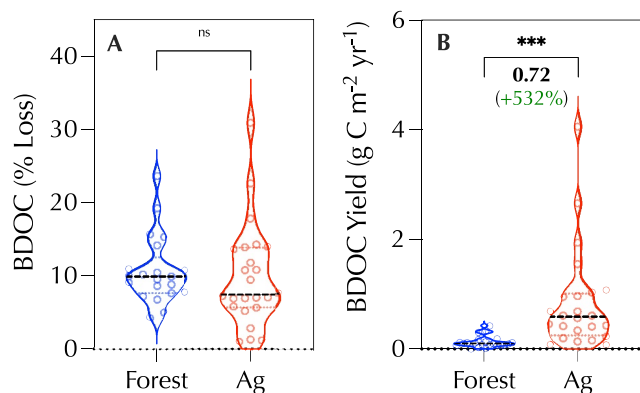 A
ns
BDOC (% Loss)
40
30
20
10
0
Forest
Ag
B
***
0.72
(+532%)
BDOC Yield (g C m⁻² yr⁻¹)
6
4
2
0
Forest
Ag